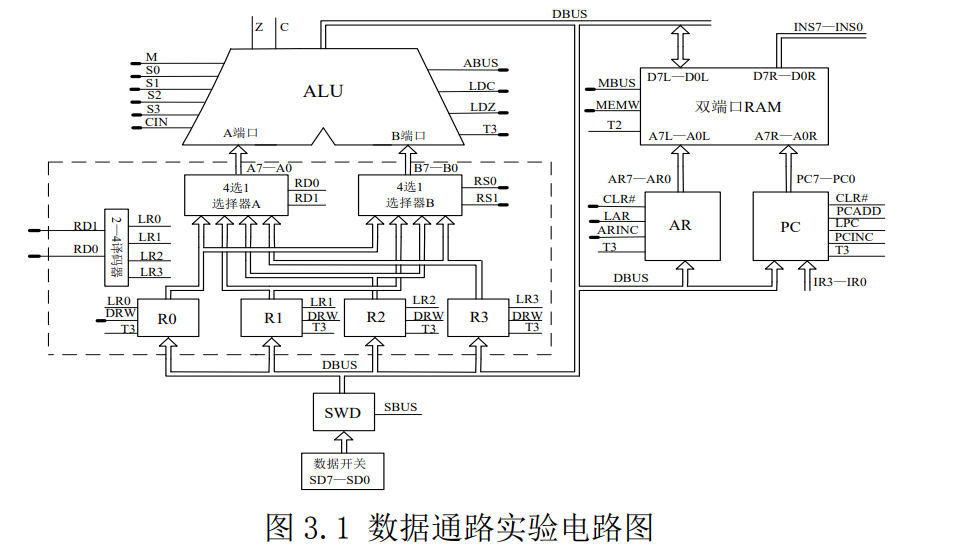 DBUS
Z C
INS7—INS0
M
S0
S1
S2
S3
CIN
ALU
A端口
B端口
ABUS
LDC
LDZ
T3
MBUS
MEMW
T2
D7L—D0L
D7R—D0R
双端口RAM
A7L—A0L
A7R—A0R
A7—A0
B7—B0
4选1
选择器A
RD0
RD1
4选1
选择器B
RS0
RS1
AR7—AR0
PC7—PC0
CLR#
LAR
ARINC
T3
AR
PC
CLR#
PCADD
LPC
PCINC
T3
DBUS
IR3—IR0
RD1
RD0
2—4译码器
LR0
LR1
LR2
LR3
LR0
DRW
T3
R0
R1
LR1
DRW
T3
R2
LR2
DRW
T3
R3
LR3
DRW
T3
DBUS
SWD
SBUS
数据开关
SD7—SD0
图 3.1 数据通路实验电路图